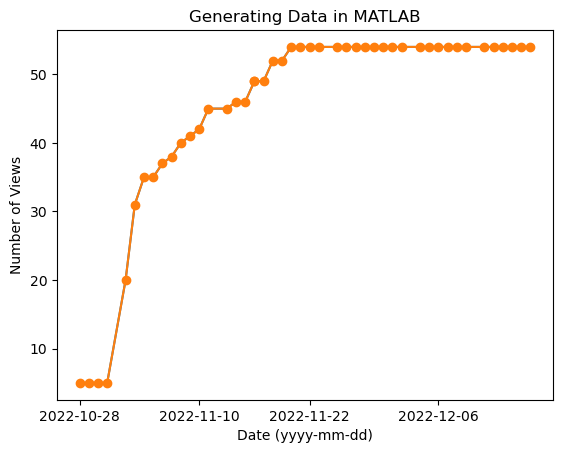 Generating Data in MATLAB
Number of Views
50
40
30
20
10
2022-10-28 2022-11-10 2022-11-22 2022-12-06
Date (yyyy-mm-dd)